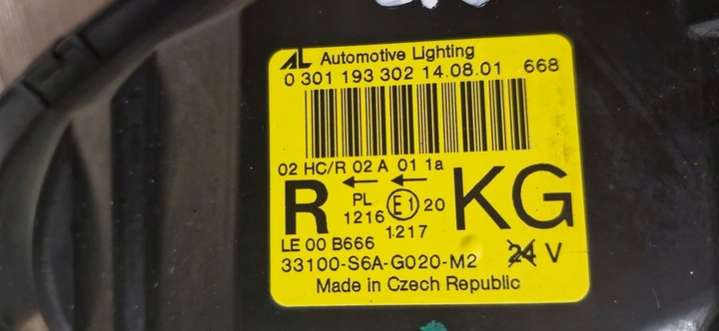 AL Automotive Lighting
0 301 193 302 14.08.01 668
02 HC/R 02 A 01 1a
R PL E1 20 KG
1216
1217
LE 00 B666
33100-S6A-G020-M2 24 V
Made in Czech Republic